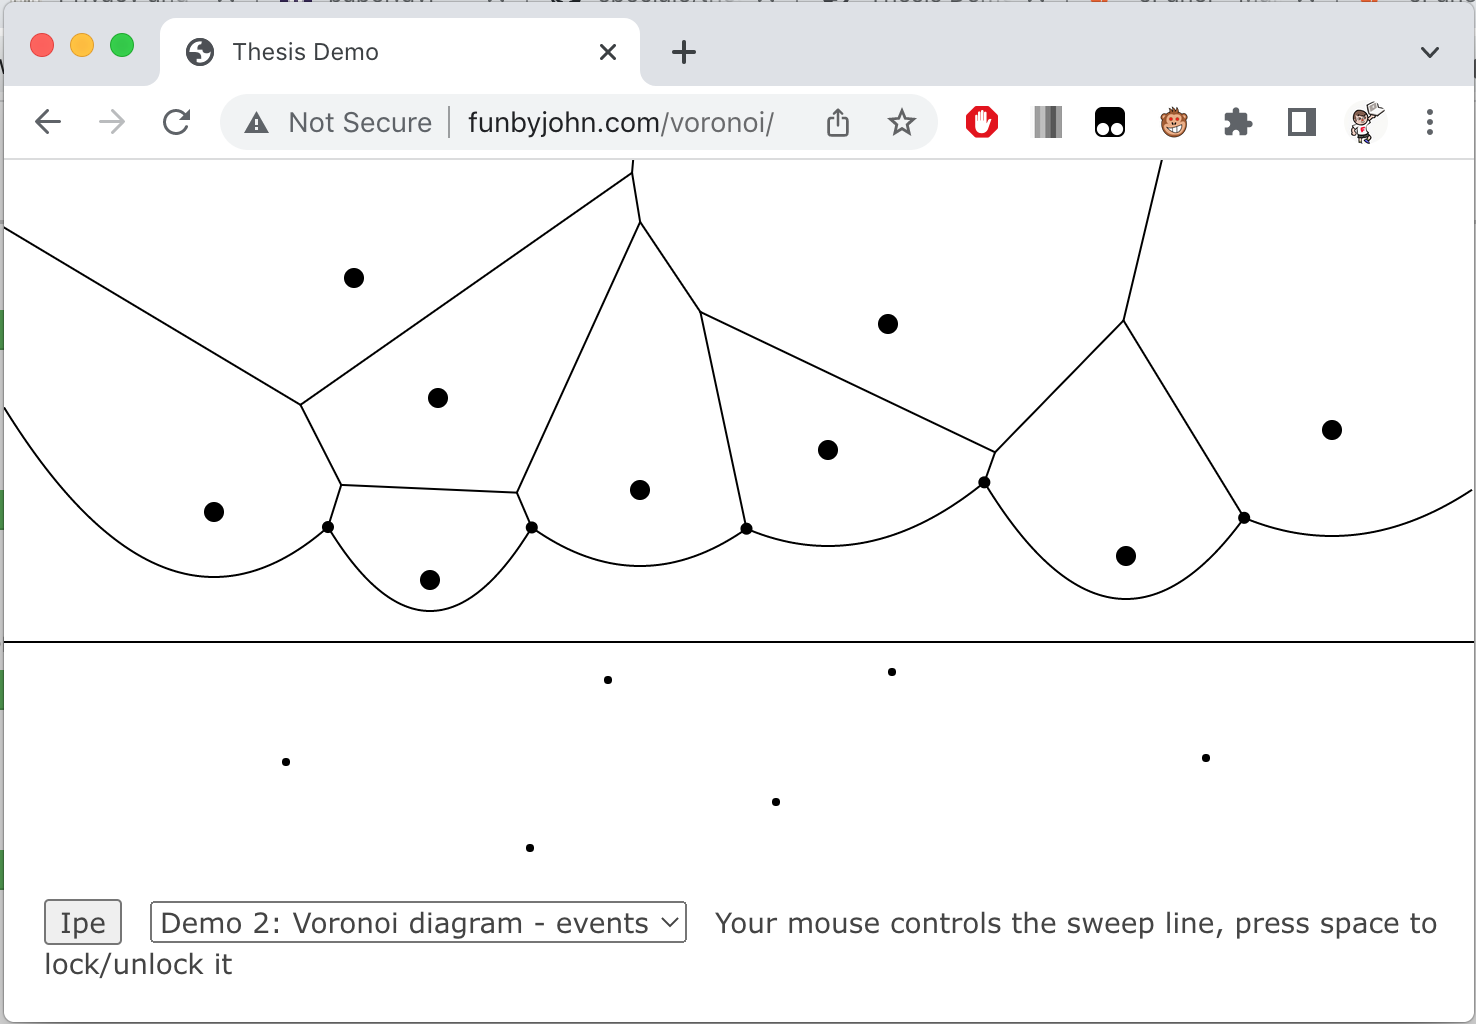 Thesis Demo
Not Secure funbyjohn.com/voronoi/
Ipe Demo 2: Voronoi diagram - events Your mouse controls the sweep line, press space to
lock/unlock it